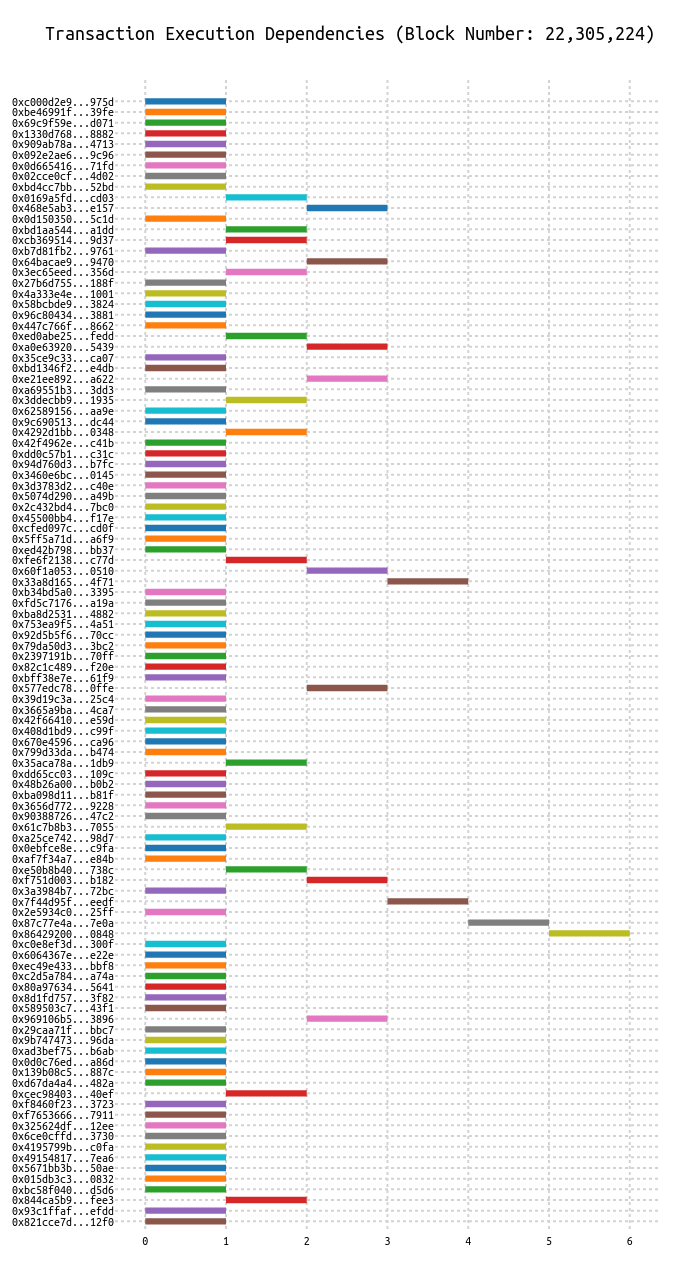 Transaction Execution Dependencies (Block Number: 22,305,224)
0xc000d2e9...975d
0xbe46991f...39fe
0x69c9f59e...d071
0x1330d768...8882
0x909ab78a...4713
0x092e2ae6...9c96
0x0d665416...71fd
0x02cce0cf...4d02
0xbd4cc7bb...52bd
0x0169a5fd...cd03
0x468e5ab3...e157
0x0d150350...5c1d
0xbd1aa544...a1dd
0xcb369514...9d37
0xb7d81fb2...9761
0x64bacae9...9470
0x3ec65eed...356d
0x27b6d755...188f
0x4a333e4e...1001
0x58bcbde9...3824
0x96c80434...3881
0x447c766f...8662
0xed0abe25...fedd
0xa0e63920...5439
0x35ce9c33...ca07
0xbd1346f2...e4db
0xe21ee892...a622
0xa69551b3...3dd3
0x3ddecbb9...1935
0x62589156...aa9e
0x9c690513...dc44
0x4292d1bb...0348
0x42f4962e...c41b
0xdd0c57b1...c31c
0x94d760d3...b7fc
0x3460e6bc...0145
0x3d3783d2...c40e
0x5074d290...a49b
0x2c432bd4...7bc0
0x45500bb4...f17e
0xcfed097c...cd0f
0x5ff5a71d...a6f9
0xed42b798...bb37
0xfe6f2138...c77d
0x60f1a053...0510
0x33a8d165...4f71
0xb34bd5a0...3395
0xfd5c7176...a19a
0xba8d2531...4882
0x753ea9f5...4a51
0x92d5b5f6...70cc
0x79da50d3...3bc2
0x2397191b...70ff
0x82c1c489...f20e
0xbff38e7e...61f9
0x577edc78...0ffe
0x39d19c3a...25c4
0x3665a9ba...4ca7
0x42f66410...e59d
0x408d1bd9...c99f
0x670e4596...ca96
0x799d33da...b474
0x35aca78a...1db9
0xdd65cc03...109c
0x48b26a00...b0b2
0xba098d11...b81f
0x3656d772...9228
0x90388726...47c2
0x61c7b8b3...7055
0xa25ce742...98d7
0x0ebfce8e...c9fa
0xaf7f34a7...e84b
0xe50b8b40...738c
0xf751d003...b182
0x3a3984b7...72bc
0x7f44d95f...eedf
0x2e5934c0...25ff
0x87c77e4a...7e0a
0x86429200...0848
0xc0e8ef3d...300f
0x6064367e...e22e
0xec49e433...bbf8
0xc2d5a784...a74a
0x80a97634...5641
0x8d1fd757...3f82
0x589503c7...43f1
0x969106b5...3896
0x29caa71f...bbc7
0x9b747473...96da
0xad3bef75...b6ab
0x0d0c76ed...a86d
0x139b08c5...887c
0xd67da4a4...482a
0xcec98403...40ef
0xf8460f23...3723
0xf7653666...7911
0x325624df...12ee
0x6ce0cffd...3730
0x4195799b...c0fa
0x49154817...7ea6
0x5671bb3b...50ae
0x015db3c3...0832
0xbc58f040...d5d6
0x844ca5b9...fee3
0x93c1ffaf...efdd
0x821cce7d...12f0
0 1 2 3 4 5 6